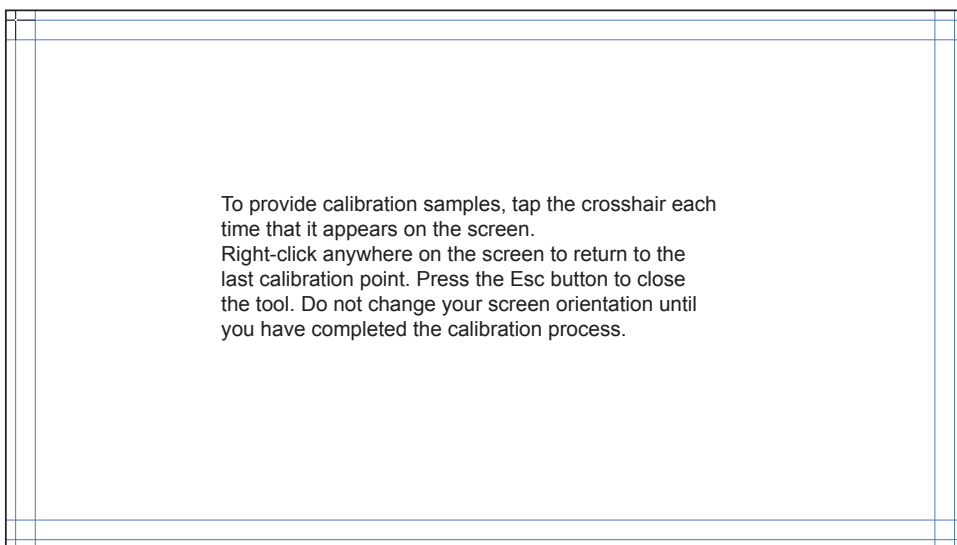 To provide calibration samples, tap the crosshair each
time that it appears on the screen.
Right-click anywhere on the screen to return to the
last calibration point. Press the Esc button to close
the tool. Do not change your screen orientation until
you have completed the calibration process.